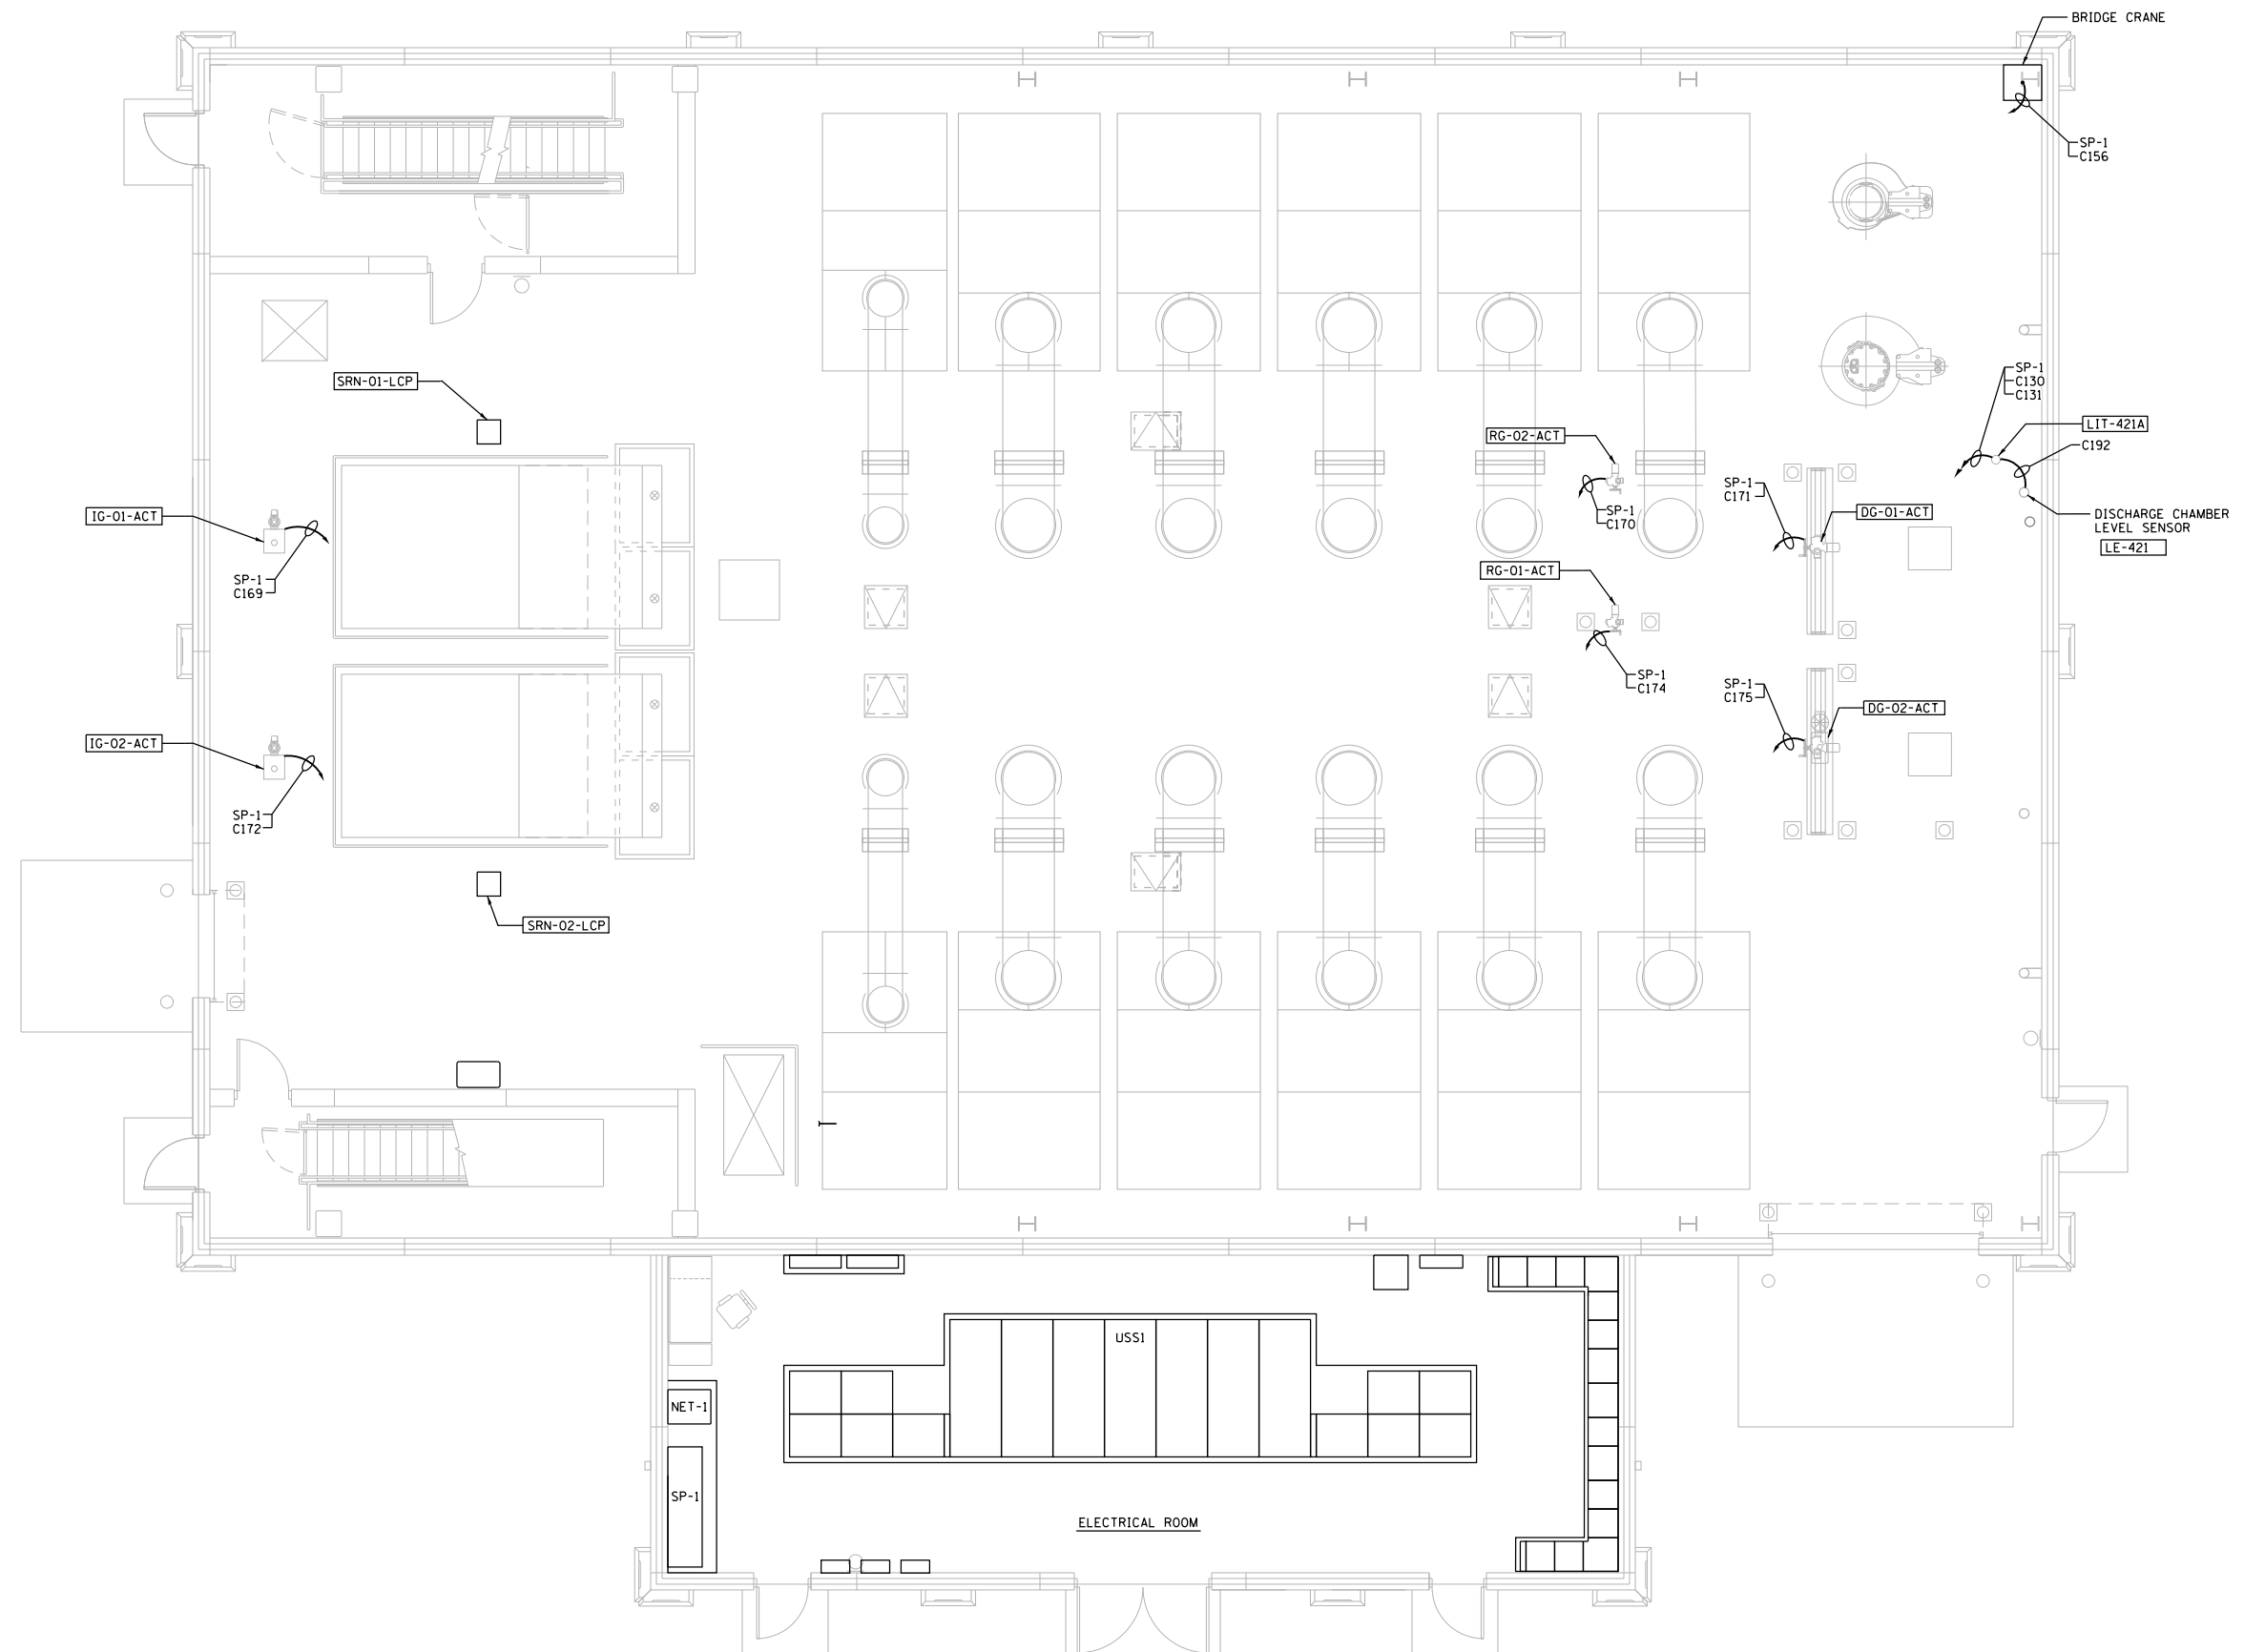 BRIDGE CRANE
SP-1
C156
SRN-01-LCP
SP-1
C130
C131
LIT-421A
C192
RG-02-ACT
SP-1
C170
SP-1
C171
DG-01-ACT
DISCHARGE CHAMBER
LEVEL SENSOR
LE-421
IG-01-ACT
SP-1
C169
RG-01-ACT
SP-1
C174
SP-1
C175
DG-02-ACT
IG-02-ACT
SP-1
C172
SRN-02-LCP
USS1
NET-1
SP-1
ELECTRICAL ROOM